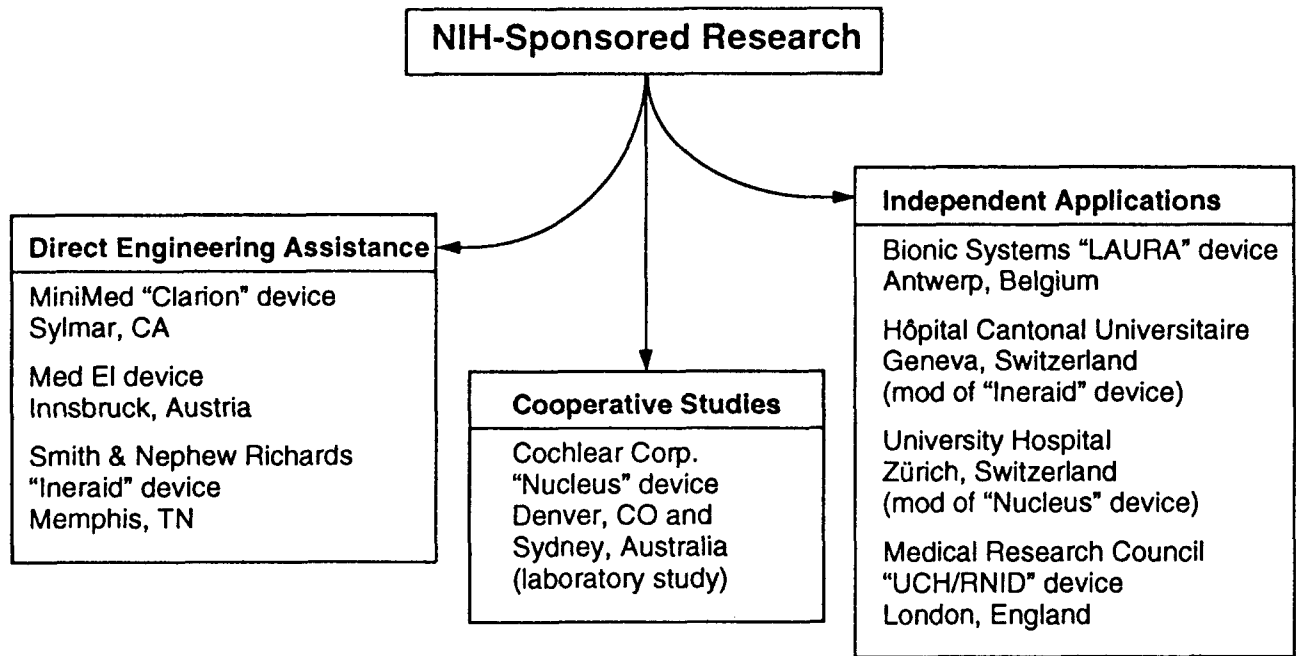 NIH-Sponsored Research
Direct Engineering Assistance
MiniMed “Clarion” device
Sylmar, CA
Med El device
Innsbruck, Austria
Smith & Nephew Richards
“Ineraid” device
Memphis, TN
Cooperative Studies
Cochlear Corp.
“Nucleus” device
Denver, CO and
Sydney, Australia
(laboratory study)
Independent Applications
Bionic Systems “LAURA” device
Antwerp, Belgium
Hôpital Cantonal Universitaire
Geneva, Switzerland
(mod of “Ineraid” device)
University Hospital
Zürich, Switzerland
(mod of “Nucleus” device)
Medical Research Council
“UCH/RNID” device
London, England